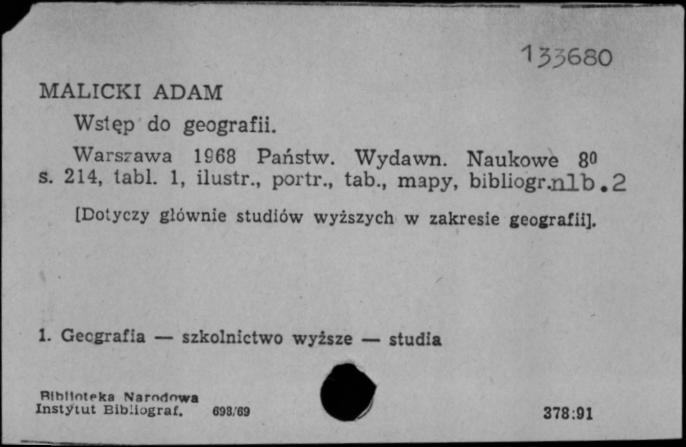 133680
MALICKI ADAM
Wstęp do geografii.
Warszawa 1968 Państw. Wydawn. Naukowe 8⁰
s. 214, tabl. 1, ilustr., portr., tab., mapy, bibliogr.nlb.2
[Dotyczy głównie studiów wyższych w zakresie geografii].
1. Geografia — szkolnictwo wyższe — studia
Biblioteka Narodowa
Instytut Bibliograf. 698/69 378:91